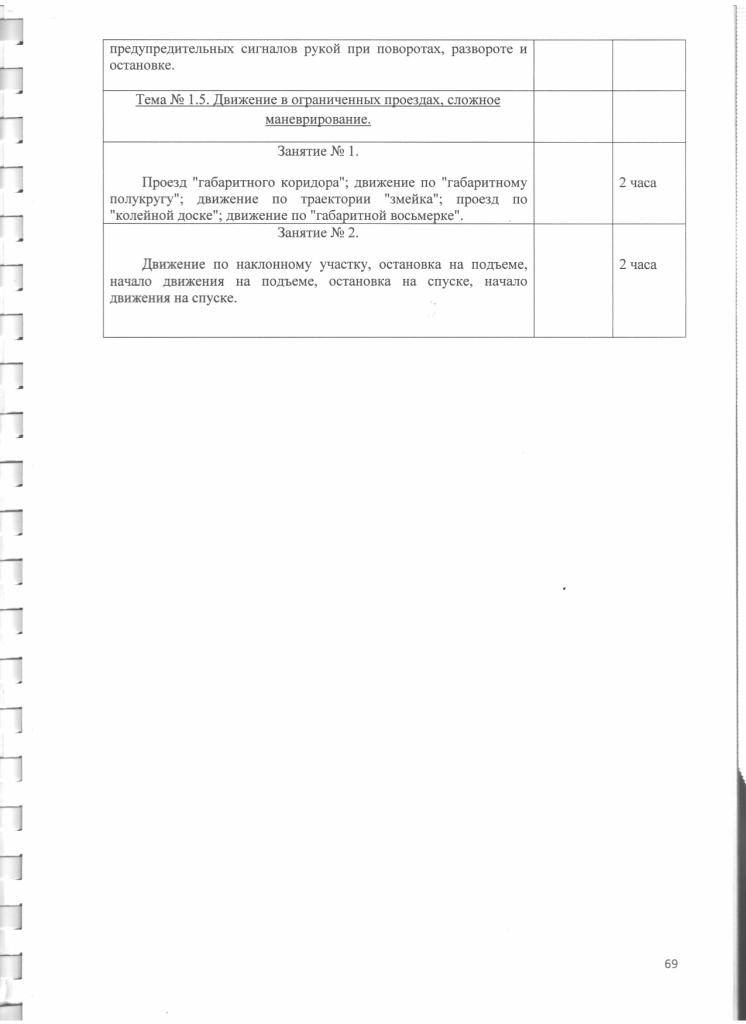 предупредительных сигналов рукой при поворотах, развороте и
остановке.
Тема № 1.5. Движение в ограниченных проездах, сложное
маневрирование.
Занятие № 1.
Проезд "габаритного коридора"; движение по "габаритному
полукругу"; движение по траектории "змейка"; проезд по
"колейной доске"; движение по "габаритной восьмерке".
2 часа
Занятие № 2.
Движение по наклонному участку, остановка на подъеме,
начало движения на подъеме, остановка на спуске, начало
движения на спуске.
2 часа
69